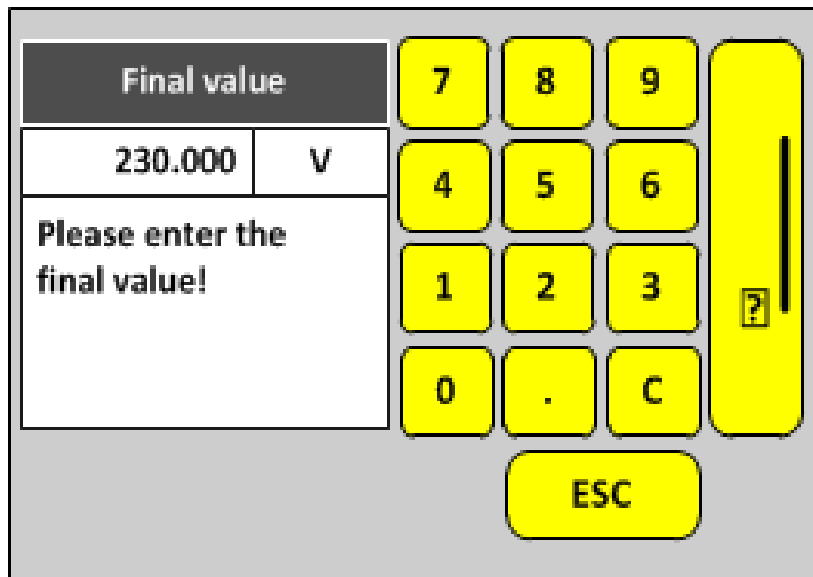 Final value
230.000 V
Please enter the
final value!
7 8 9
4 5 6
1 2 3
0 . C
?
ESC